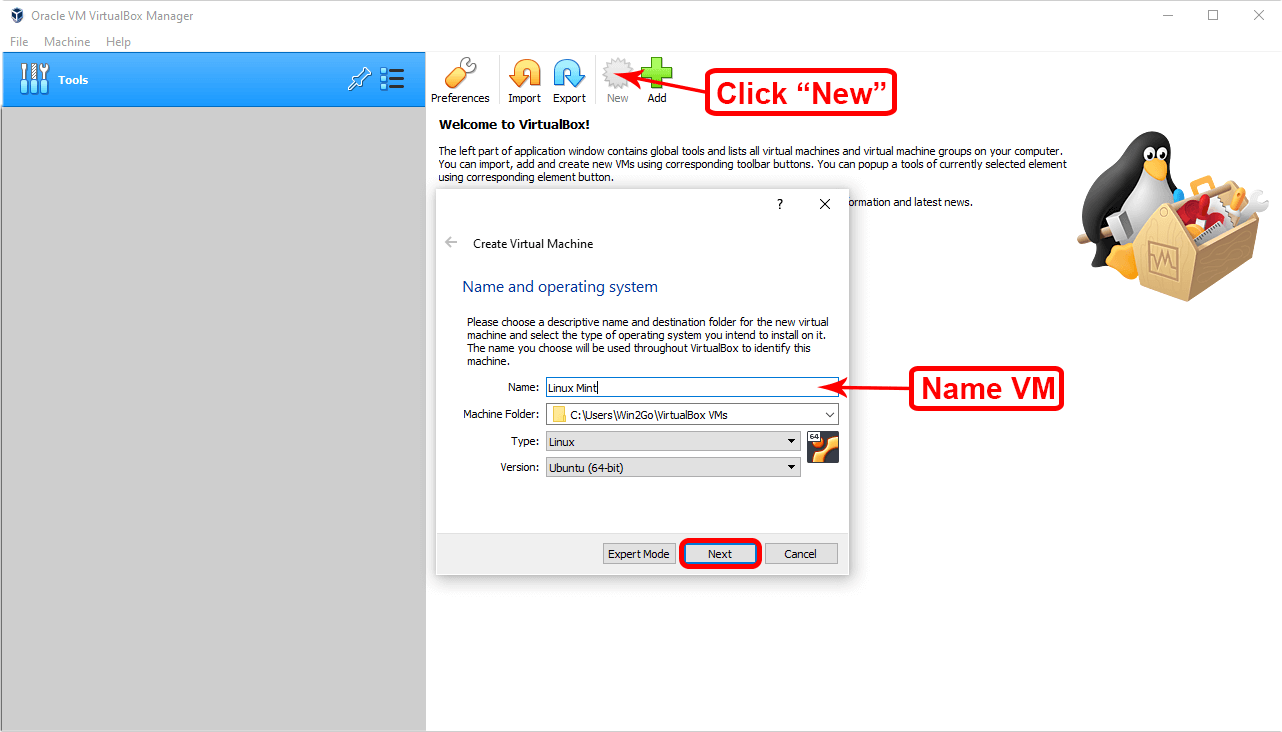 Oracle VM VirtualBox Manager
File Machine Help
Tools
Preferences Import Export New Add
Click “New”
Welcome to VirtualBox!
The left part of application window contains global tools and lists all virtual machines and virtual machine groups on your computer.
You can import, add and create new VMs using corresponding toolbar buttons. You can popup a tools of currently selected element
using corresponding element button.
ormation and latest news.
?
Create Virtual Machine
Name and operating system
Please choose a descriptive name and destination folder for the new virtual
machine and select the type of operating system you intend to install on it.
The name you choose will be used throughout VirtualBox to identify this
machine.
Name: Linux Mint
Name VM
Machine Folder: C:\Users\Win2Go\VirtualBox VMs
Type: Linux
64
Version: Ubuntu (64-bit)
Expert Mode Next Cancel